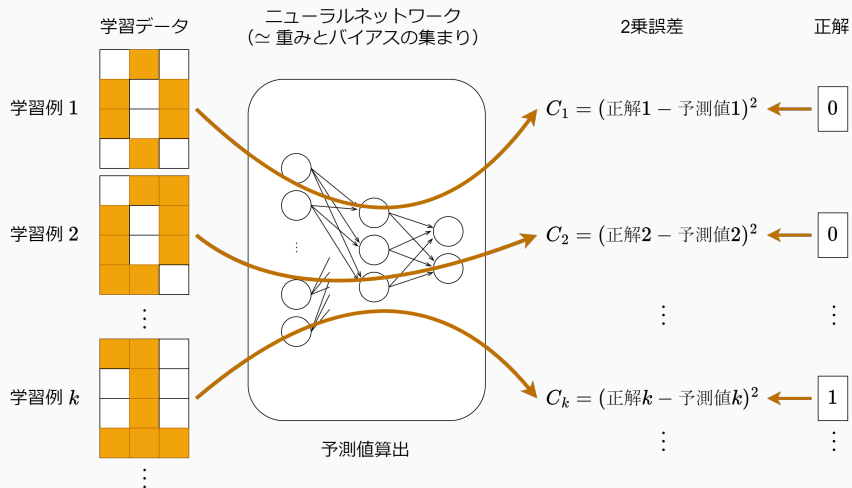 学習データ
ニューラルネットワーク
(≃ 重みとバイアスの集まり)
2乗誤差
正解
学習例 1
C₁ = (正解1 − 予測値1)²
0
学習例 2
C₂ = (正解2 − 予測値2)²
0
⋮
⋮
⋮
学習例 k
Cₖ = (正解k − 予測値k)²
1
予測値算出
⋮
⋮
⋮